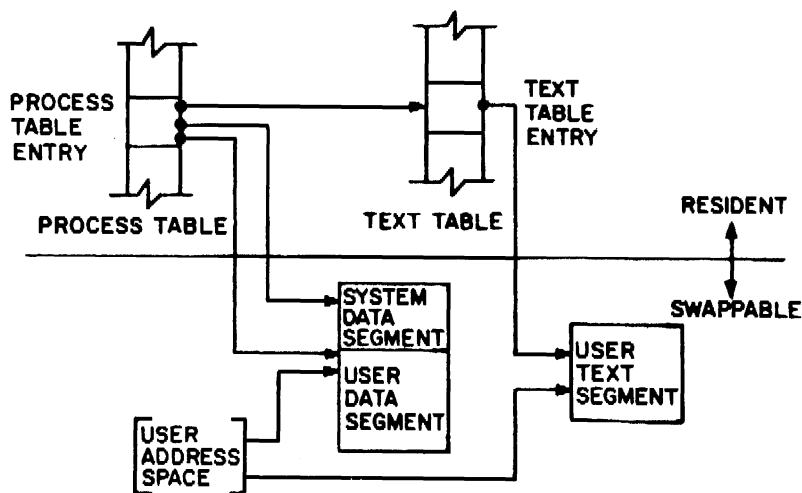 PROCESS
TABLE
ENTRY
TEXT
TABLE
ENTRY
PROCESS TABLE
TEXT TABLE
RESIDENT
SWAPPABLE
SYSTEM
DATA
SEGMENT
USER
DATA
SEGMENT
USER
TEXT
SEGMENT
USER
ADDRESS
SPACE